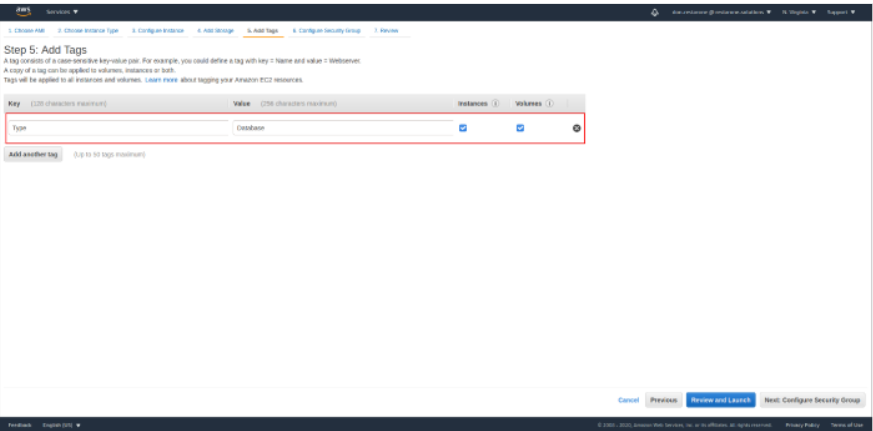 aws Services
N. Virginia Support
1. Choose AMI 2. Choose Instance Type 3. Configure Instance 4. Add Storage 5. Add Tags 6. Configure Security Group 7. Review
Step 5: Add Tags
A tag consists of a case-sensitive key-value pair. For example, you could define a tag with key = Name and value = Webserver.
A copy of a tag can be applied to volumes, instances or both.
Tags will be applied to all instances and volumes. Learn more about tagging your Amazon EC2 resources.
Key (128 characters maximum) Value (256 characters maximum) Instances Volumes
Type Database
Add another tag (Up to 50 tags maximum)
Cancel Previous Review and Launch Next: Configure Security Group
Feedback English (US) © 2008 - 2020, Amazon Web Services, Inc. or its affiliates. All rights reserved. Privacy Policy Terms of Use